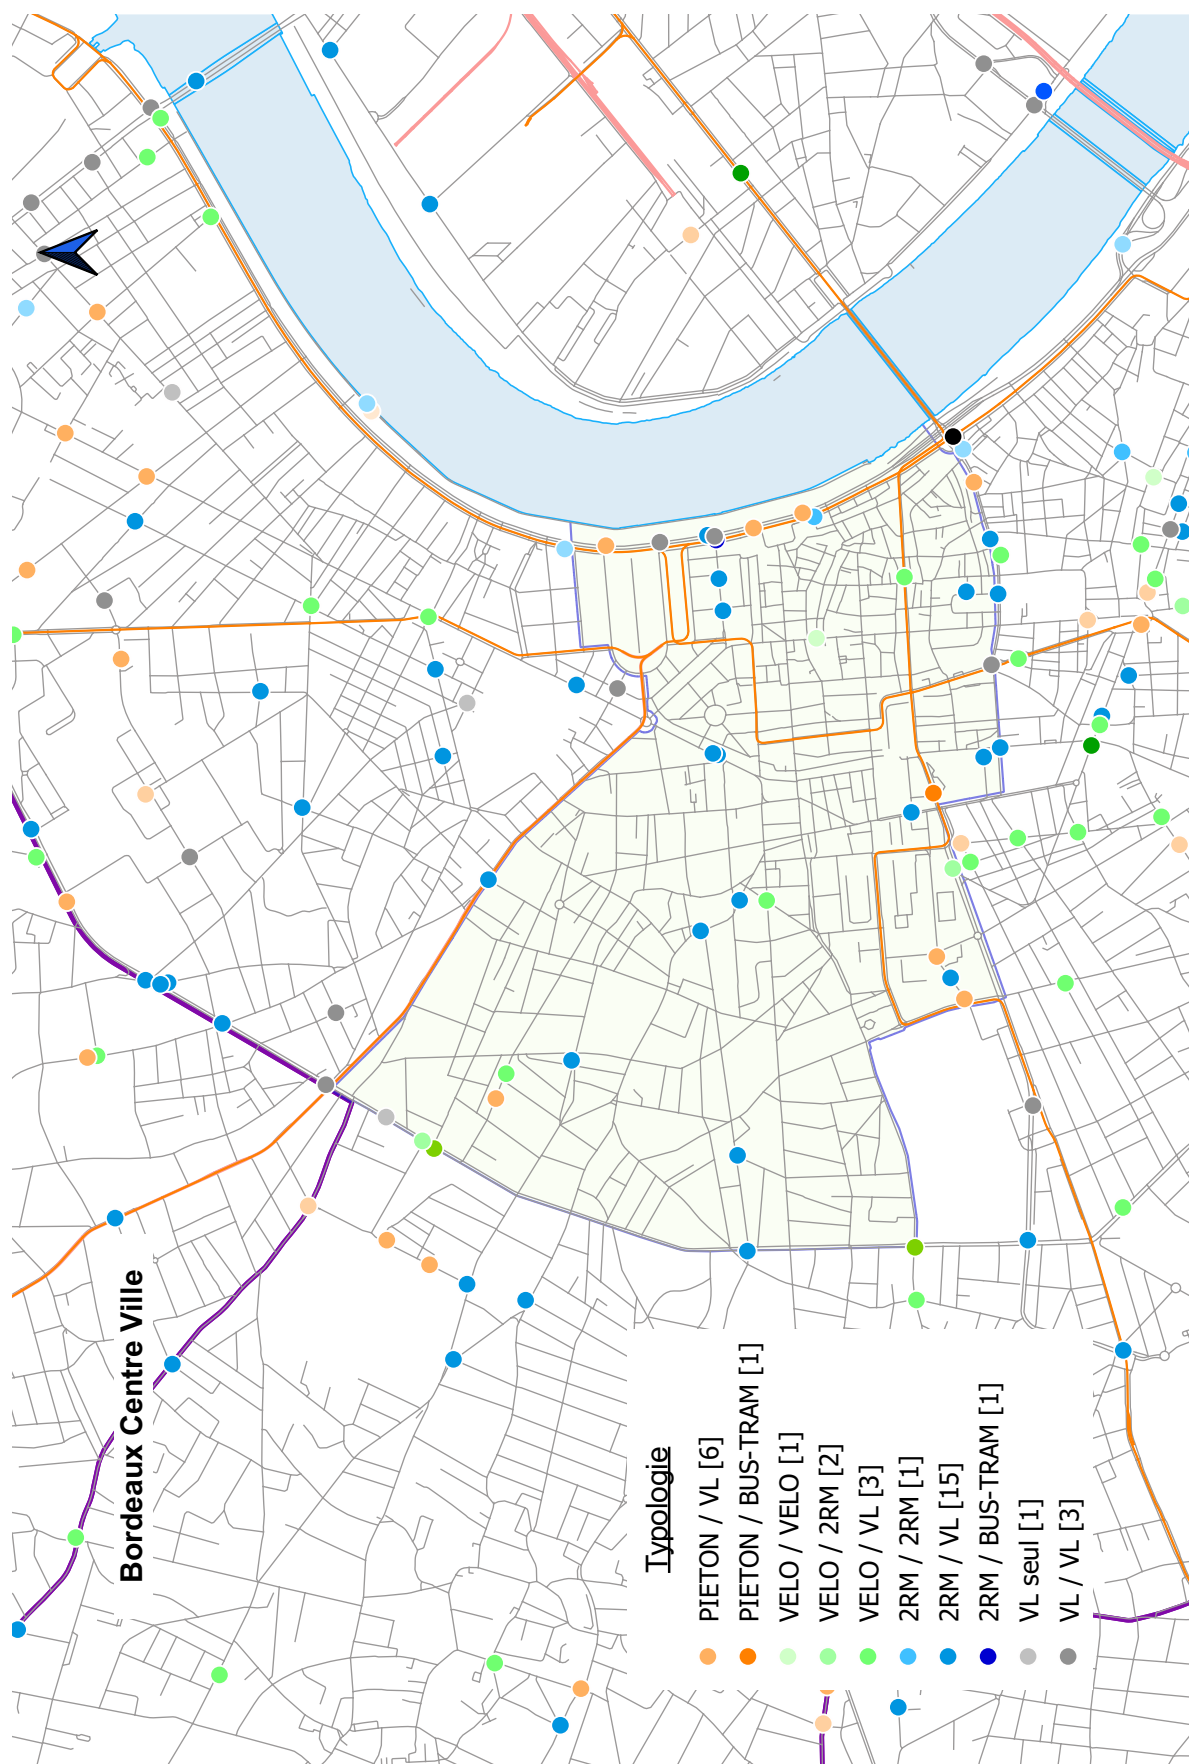 Bordeaux Centre Ville
Typologie
PIETON / VL [6]
PIETON / BUS-TRAM [1]
VELO / VELO [1]
VELO / 2RM [2]
VELO / VL [3]
2RM / 2RM [1]
2RM / VL [15]
2RM / BUS-TRAM [1]
VL seul [1]
VL / VL [3]